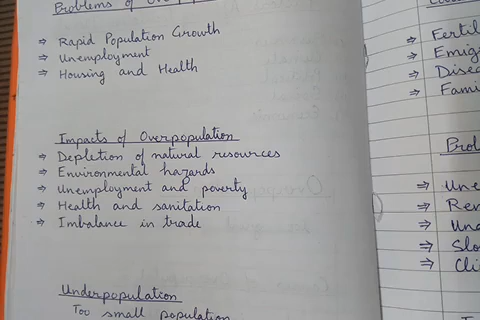 Problems of
⇒ Rapid Population Growth
⇒ Unemployment
⇒ Housing and Health
Impacts of Overpopulation
⇒ Depletion of natural resources
⇒ Environmental hazards
⇒ Unemployment and poverty
⇒ Health and sanitation
⇒ Imbalance in trade
Underpopulation
Too small population
⇒ Fertil
⇒ Emig
⇒ Disea
⇒ Fami
Prob
⇒ Une
⇒ Re
⇒ Un
⇒ Slo
⇒ Cli